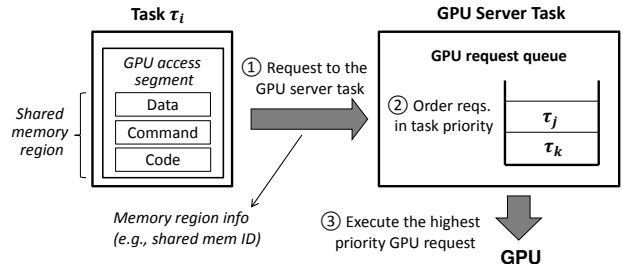 Task τi
GPU Server Task
GPU access
segment
Data
Command
Code
Shared
memory
region
① Request to the
GPU server task
Memory region info
(e.g., shared mem ID)
GPU request queue
② Order reqs.
in task priority
τj
τk
③ Execute the highest
priority GPU request
GPU